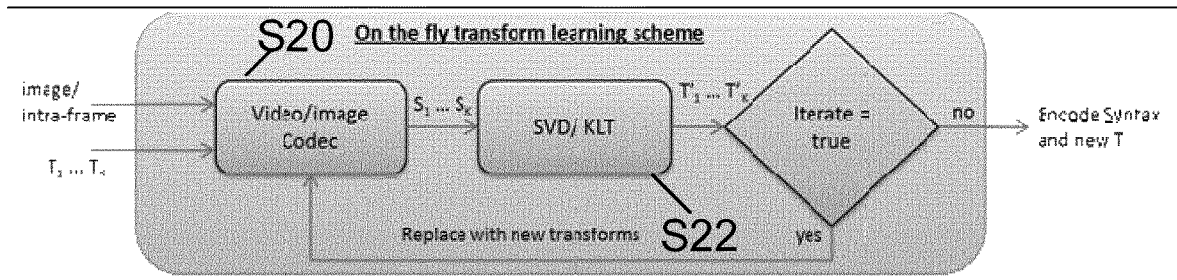 S20
On the fly transform learning scheme
image/
intra-frame
T₁ ... Tₖ
Video/image
Codec
S₁ ... Sₖ
SVD/ KLT
T'₁ ... T'ₖ
Iterate =
true
no
Encode Syntax
and new T
Replace with new transforms
S22
yes